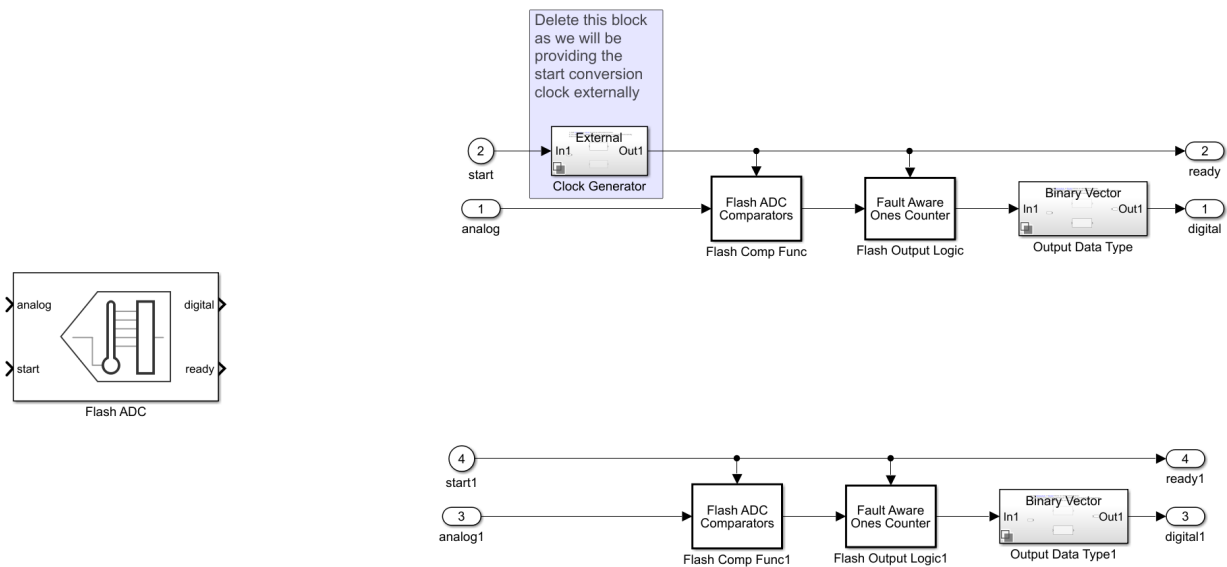 Delete this block
as we will be
providing the
start conversion
clock externally
External
2
In1
Out1
2
start
Clock Generator
ready
1
analog
Flash ADC
Comparators
Flash Comp Func
Fault Aware
Ones Counter
Flash Output Logic
Binary Vector
In1
Out1
Output Data Type
1
digital
analog
digital
start
ready
Flash ADC
4
start1
4
ready1
3
analog1
Flash ADC
Comparators
Flash Comp Func1
Fault Aware
Ones Counter
Flash Output Logic1
Binary Vector
In1
Out1
Output Data Type1
3
digital1